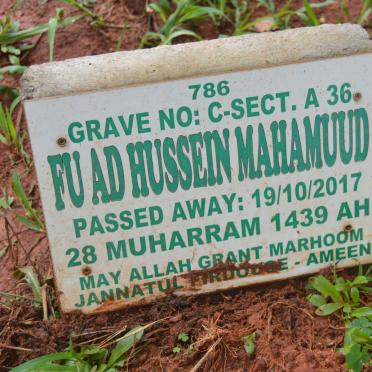 786
GRAVE NO: C-SECT. A 36
FU AD HUSSEIN MAHAMUUD
PASSED AWAY: 19/10/2017
28 MUHARRAM 1439 AH
MAY ALLAH GRANT MARHOOM
JANNATUL FIRDOUSE - AMEEN